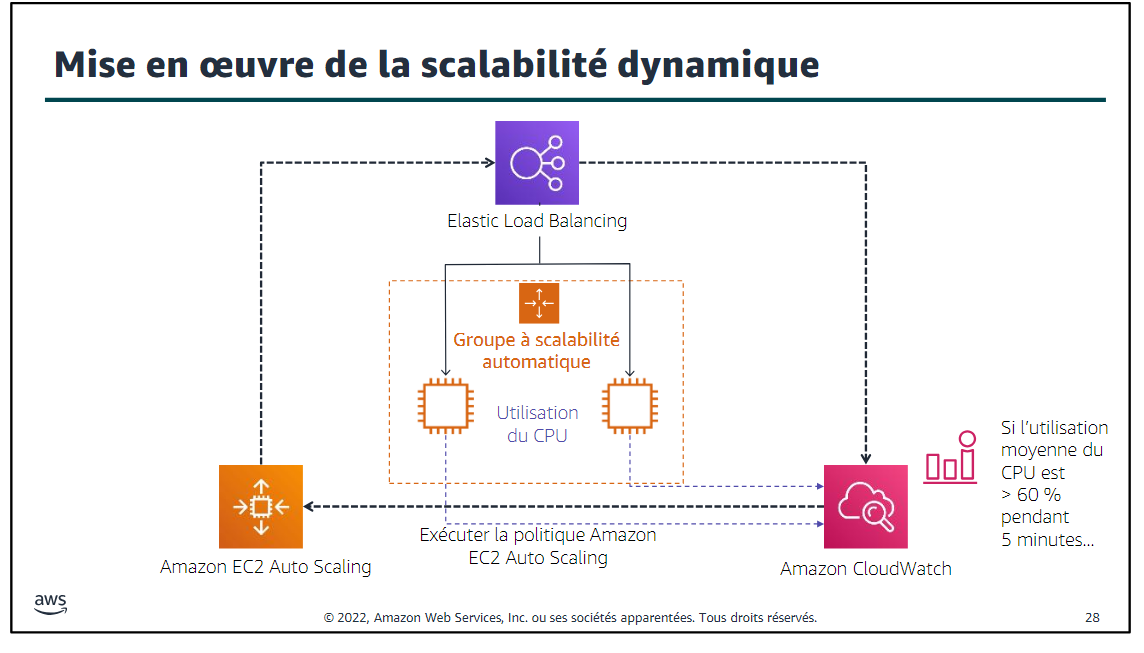 Mise en œuvre de la scalabilité dynamique
Elastic Load Balancing
Groupe à scalabilité
automatique
Utilisation
du CPU
Si l’utilisation
moyenne du
CPU est
> 60 %
pendant
5 minutes...
Exécuter la politique Amazon
EC2 Auto Scaling
Amazon EC2 Auto Scaling
Amazon CloudWatch
aws
© 2022, Amazon Web Services, Inc. ou ses sociétés apparentées. Tous droits réservés.
28